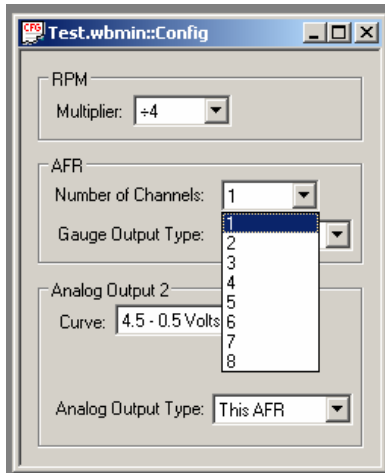 CFG Test.wbmin::Config
RPM
Multiplier: ÷4
AFR
Number of Channels: 1
1
Gauge Output Type:
2
3
4
5
6
7
8
Analog Output 2
Curve: 4.5 - 0.5 Volts
Analog Output Type: This AFR